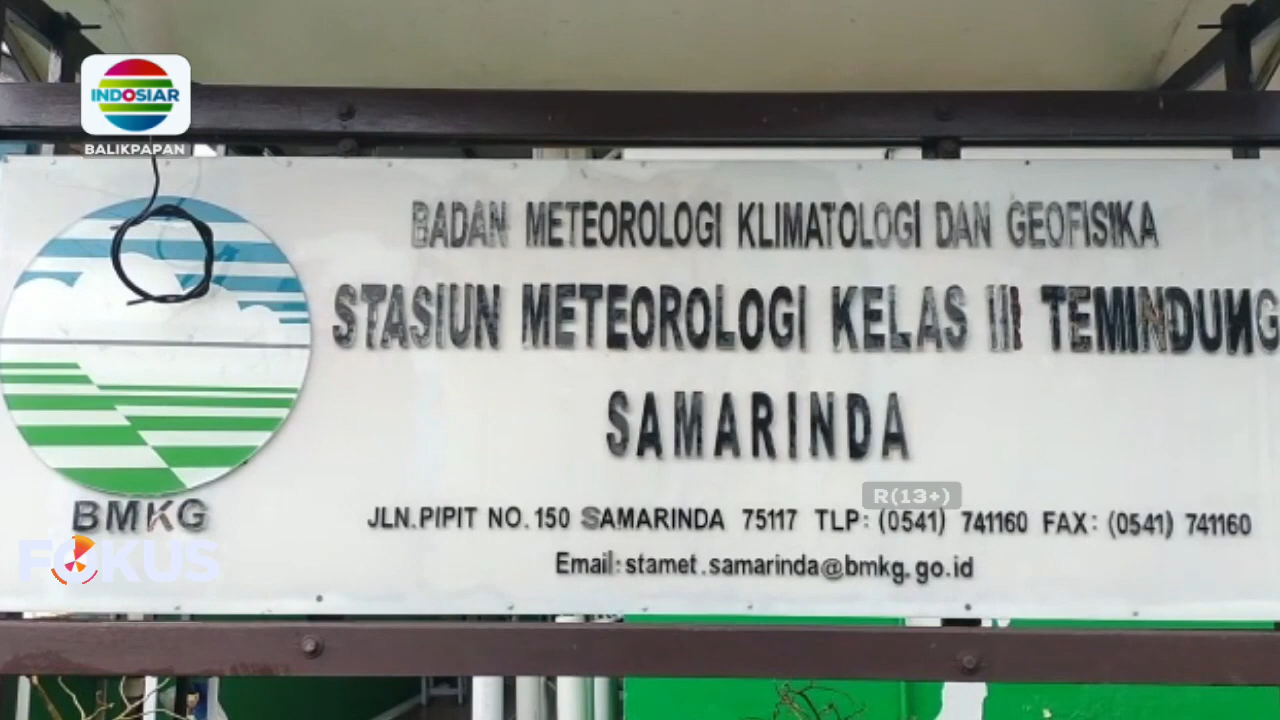 INDOSIAR
BALIKPAPAN
BADAN METEOROLOGI KLIMATOLOGI DAN GEOFISIKA
STASIUN METEOROLOGI KELAS III TEMINDUNG
SAMARINDA
BMKG
R(13+)
JLN.PIPIT NO.150 SAMARINDA 75117 TLP: (0541) 741160 FAX: (0541) 741160
FOKUS
Email:stamet.samarinda@bmkg.go.id